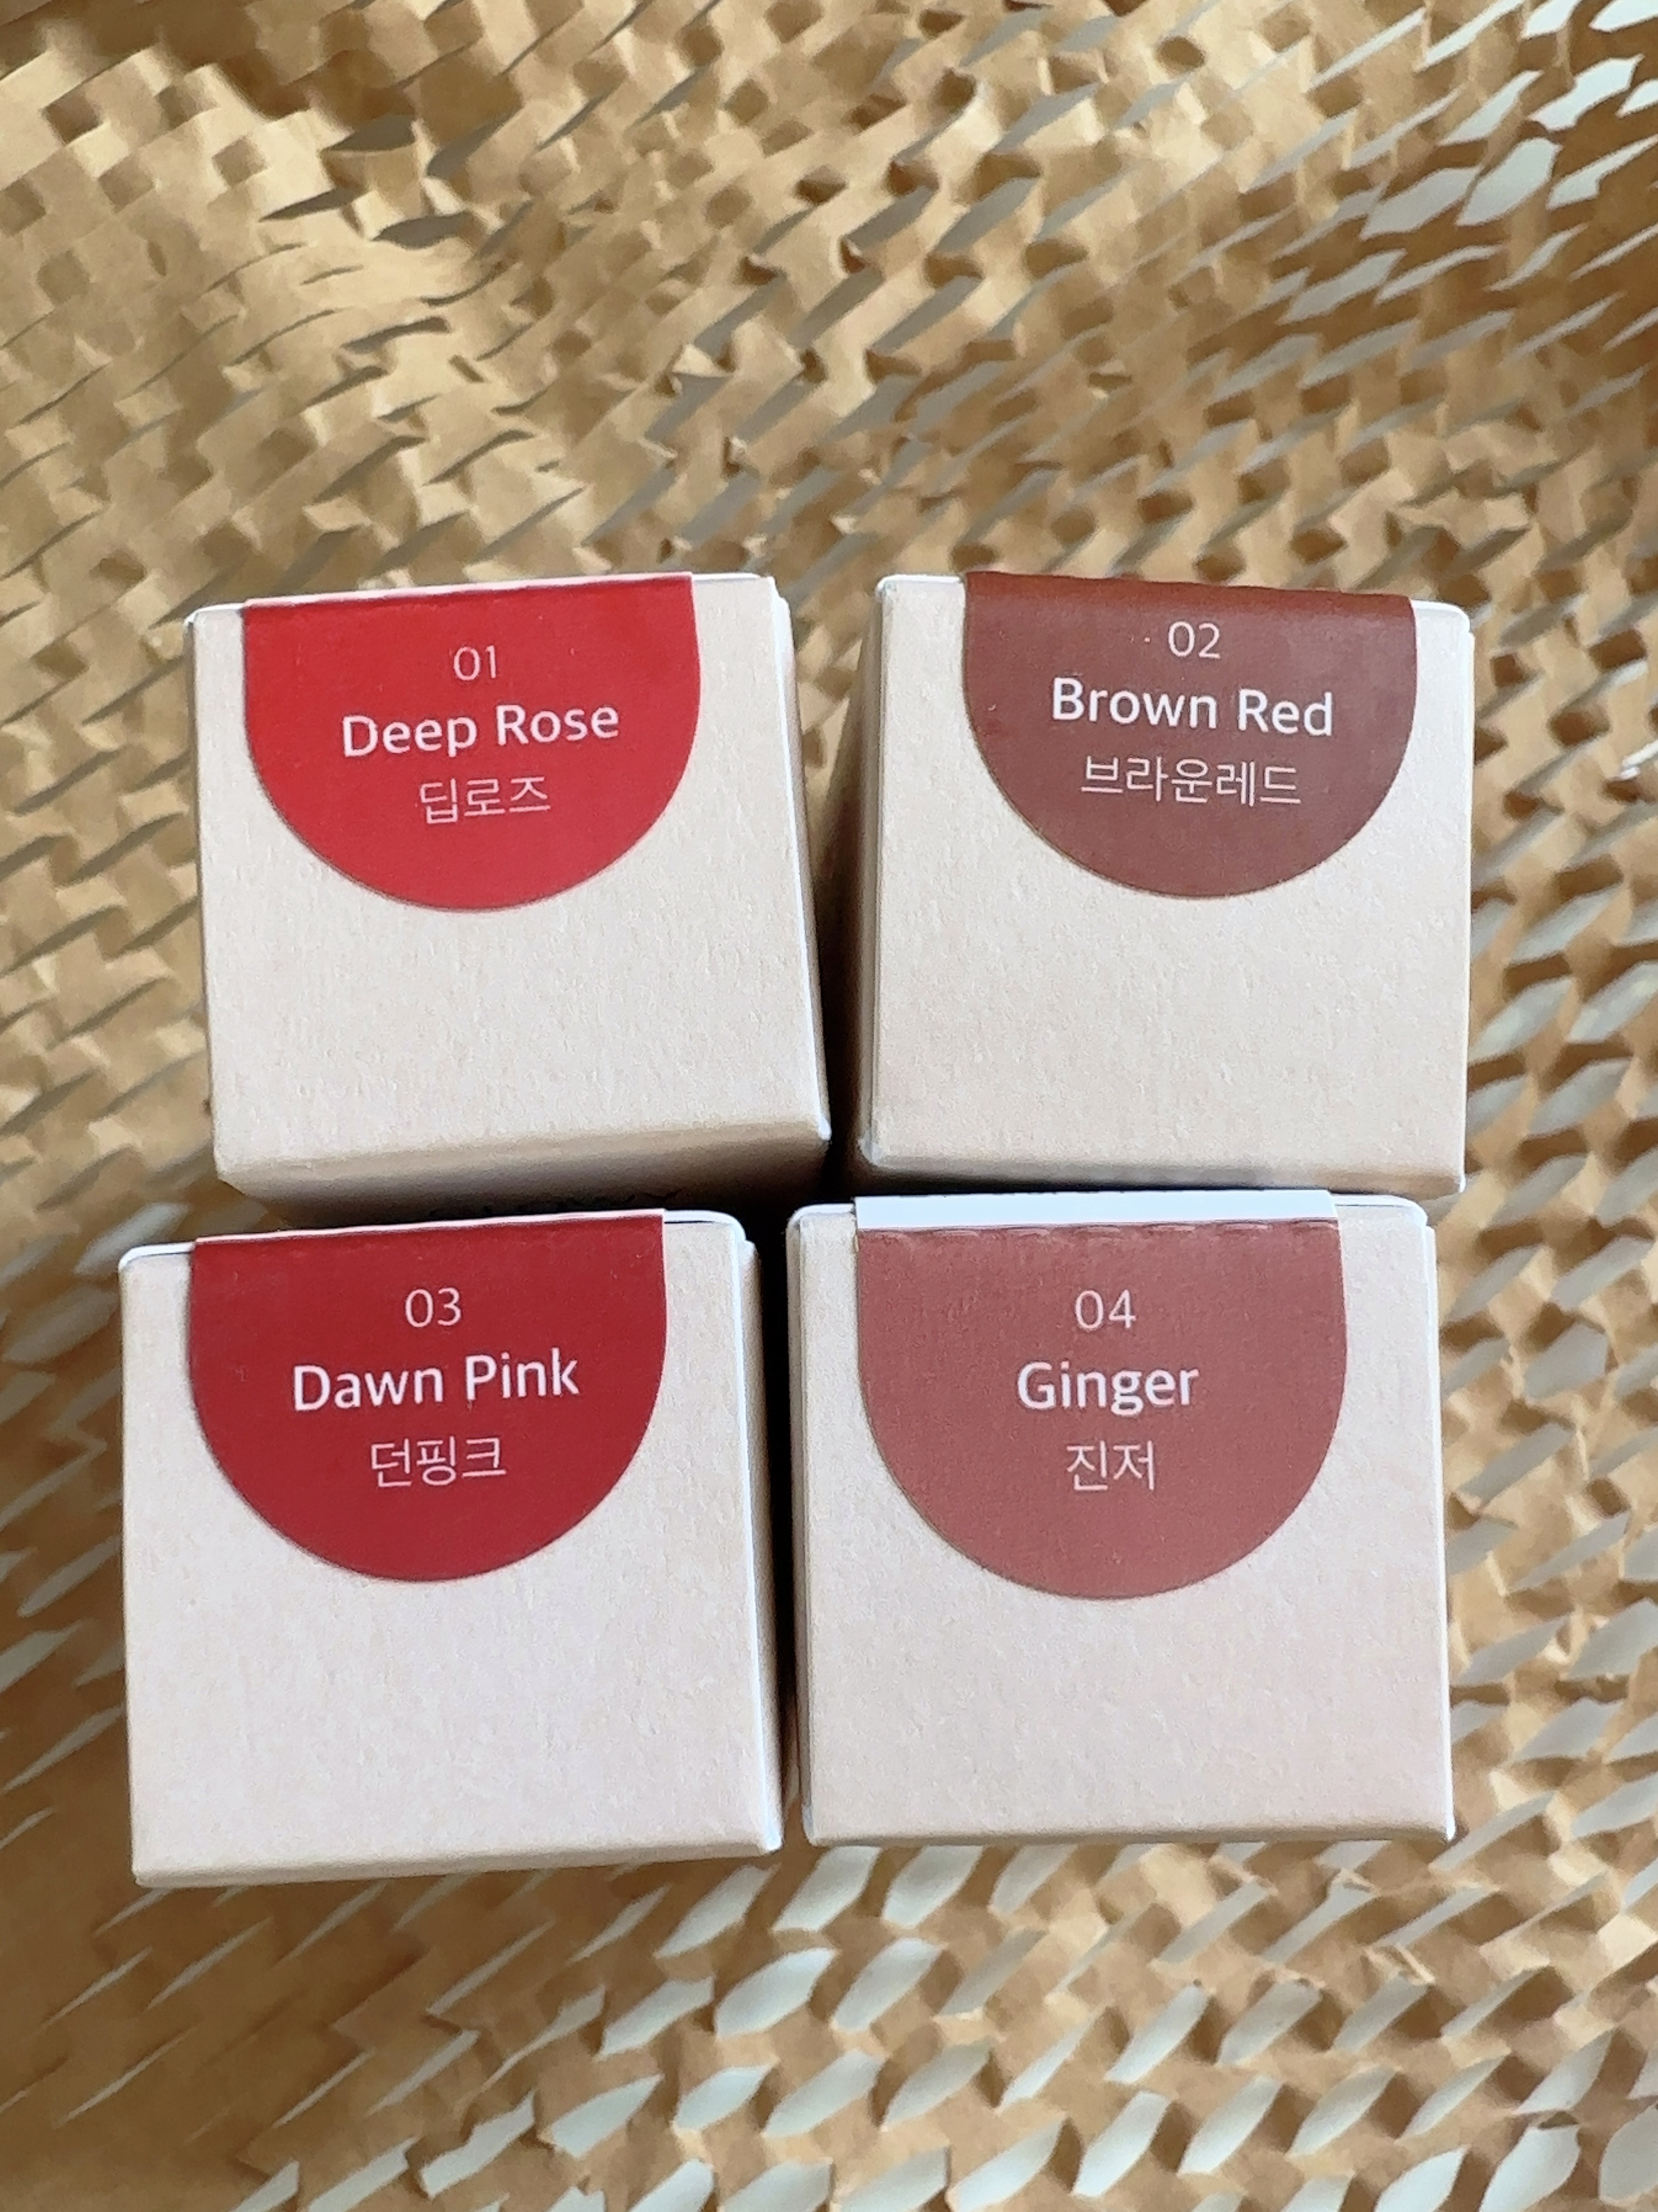 01
Deep Rose
딥로즈
02
Brown Red
브라운레드
03
Dawn Pink
던핑크
04
Ginger
진저